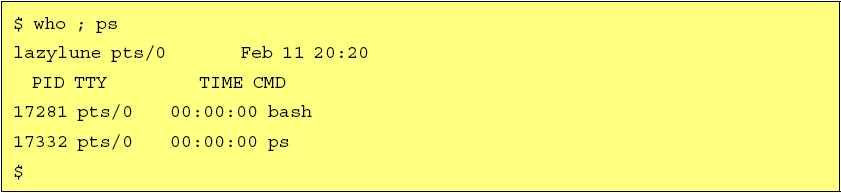 $ who ; ps
lazylune pts/0       Feb 11 20:20
  PID TTY          TIME CMD
17281 pts/0    00:00:00 bash
17332 pts/0    00:00:00 ps
$